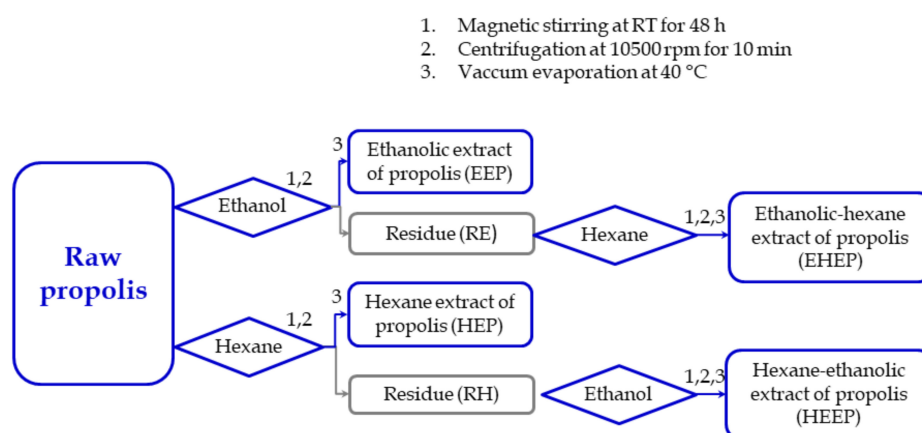 1. Magnetic stirring at RT for 48 h
2. Centrifugation at 10500 rpm for 10 min
3. Vaccum evaporation at 40 °C
Raw
propolis
Ethanol
1,2
3
Ethanolic extract
of propolis (EEP)
Residue (RE)
Hexane
1,2,3
Ethanolic-hexane
extract of propolis
(EHEP)
Hexane
1,2
3
Hexane extract of
propolis (HEP)
Residue (RH)
Ethanol
1,2,3
Hexane-ethanolic
extract of propolis
(HEEP)